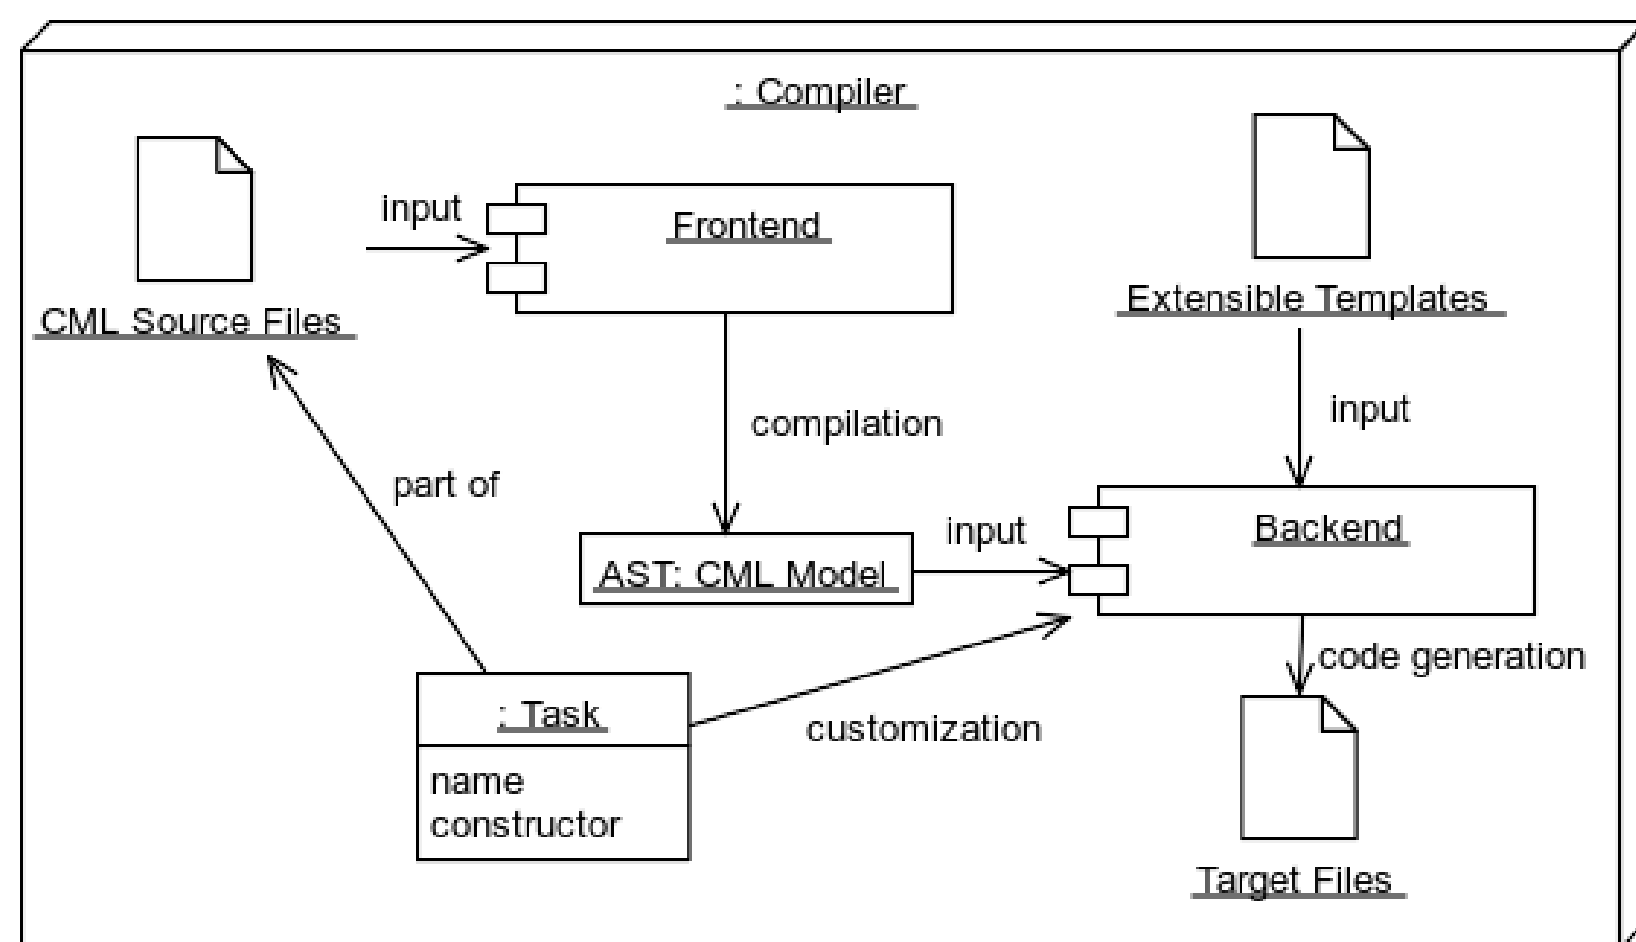 : Compiler
input
Frontend
CML Source Files
Extensible Templates
compilation
input
part of
AST: CML Model
input
Backend
code generation
: Task
customization
name
constructor
Target Files